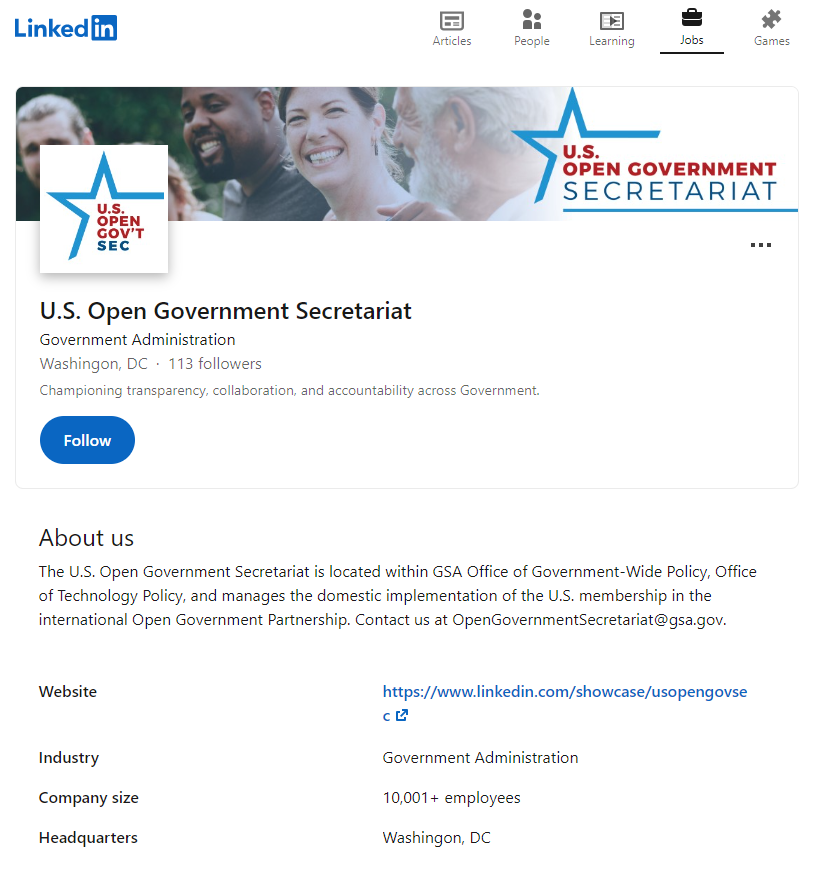 LinkedIn
Articles
People
Learning
Jobs
Games
U.S.
OPEN GOVERNMENT
SECRETARIAT
U.S.
OPEN
GOV'T
SEC
U.S. Open Government Secretariat
Government Administration
Washingon, DC · 113 followers
Championing transparency, collaboration, and accountability across Government.
Follow
About us
The U.S. Open Government Secretariat is located within GSA Office of Government-Wide Policy, Office
of Technology Policy, and manages the domestic implementation of the U.S. membership in the
international Open Government Partnership. Contact us at OpenGovernmentSecretariat@gsa.gov.
Website
https://www.linkedin.com/showcase/usopengovse
c
Industry
Government Administration
Company size
10,001+ employees
Headquarters
Washingon, DC